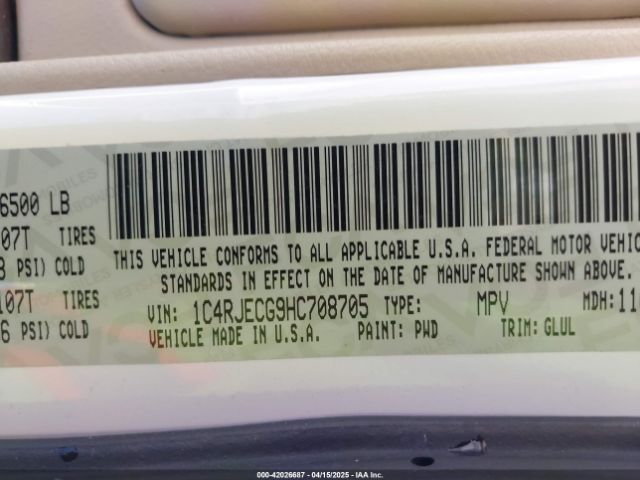 6500 LB
07T TIRES
PSI) COLD
107T TIRES
6 PSI) COLD
THIS VEHICLE CONFORMS TO ALL APPLICABLE U.S.A. FEDERAL MOTOR VEHIC
STANDARDS IN EFFECT ON THE DATE OF MANUFACTURE SHOWN ABOVE.
VIN: 1C4RJECG9HC708705 TYPE: MPV MDH: 11
VEHICLE MADE IN U.S.A. PAINT: PWD TRIM: GLUL
000-42026687 - 04/15/2025 - IAA Inc.